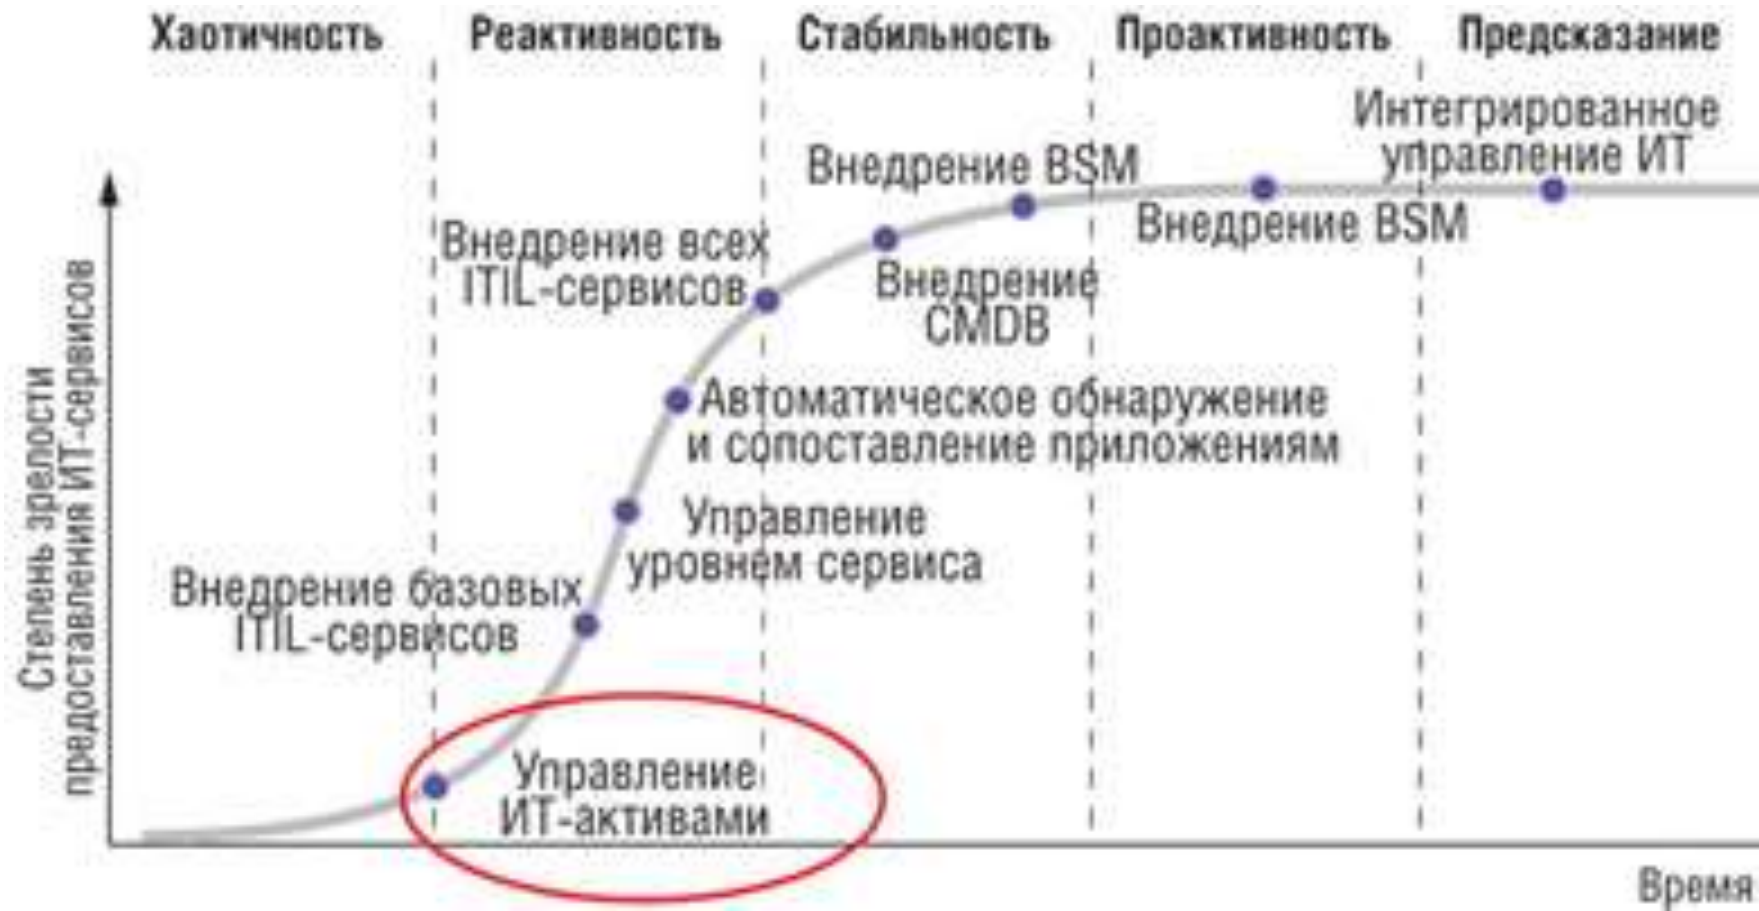 Хаотичность
Реактивность
Стабильность
Проактивность
Предсказание
Интегрированное
управление ИТ
Внедрение BSM
Внедрение BSM
Внедрение всех
ITIL-сервисов
Внедрение
CMDB
Автоматическое обнаружение
и сопоставление приложениям
Управление
уровнем сервиса
Внедрение базовых
ITIL-сервисов
Управление
ИТ-активами
Степень зрелости
предоставления ИТ-сервисов
Время